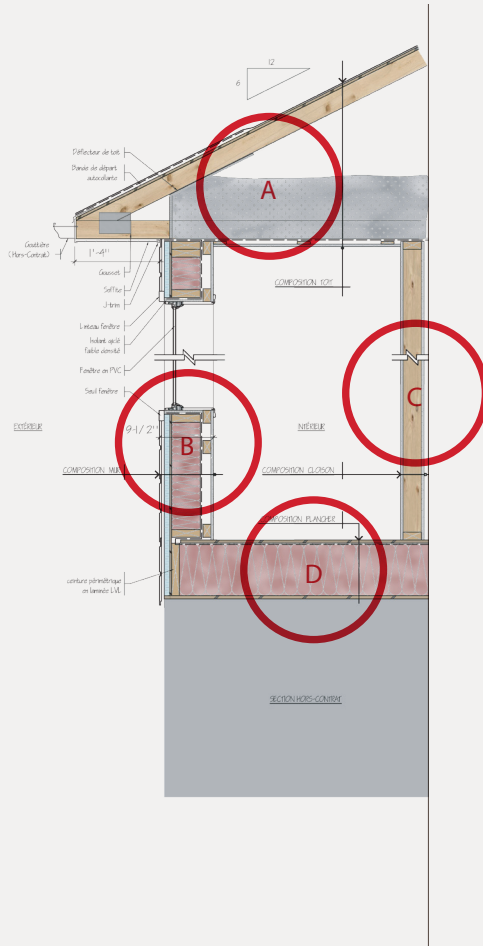 12
6
A
Déflecteur de toit
Bande de départ
autocollante
Gouttière
(Hors-Contrat)
1'-4"
Gousset
Soffite
J-trim
COMPOSITION TOIT
Linteau fenêtre
Isolant giclé
faible densité
Fenêtre en PVC
Seuil fenêtre
C
EXTÉRIEUR
9-1/2"
B
INTÉRIEUR
COMPOSITION MUR
COMPOSITION CLOISON
COMPOSITION PLANCHER
D
ceinture périmétrique
en laminée LVL
SECTION HORS-CONTRAT